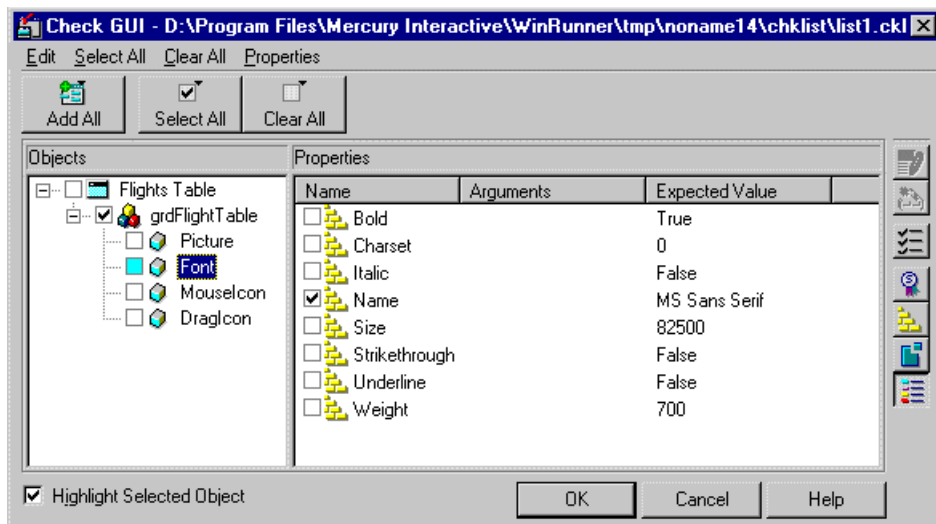 Check GUI - D:\Program Files\Mercury Interactive\WinRunner\tmp\noname14\chklist\list1.ckl
Edit Select All Clear All Properties
Add All Select All Clear All
Objects Properties
Name Arguments Expected Value
Flights Table
grdFlightTable
Picture
Font
MouseIcon
DragIcon
Bold True
Charset 0
Italic False
Name MS Sans Serif
Size 82500
Strikethrough False
Underline False
Weight 700
Highlight Selected Object
OK Cancel Help